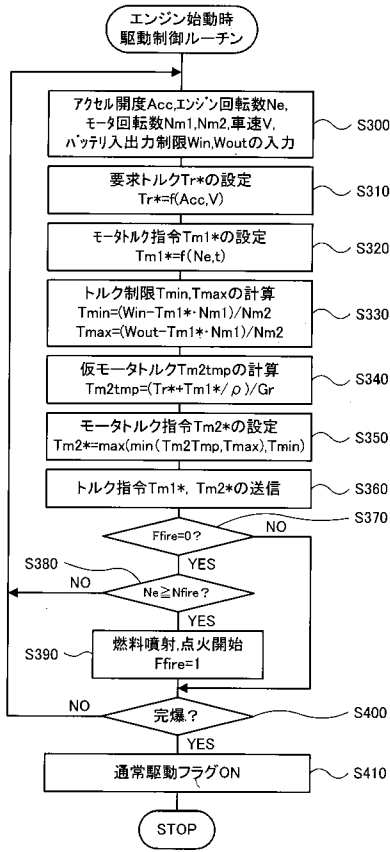 エンジン始動時
駆動制御ルーチン
アクセル開度Acc,エンジン回転数Ne,
モータ回転数Nm1,Nm2,車速V,
バッテリ入出力制限Win,Woutの入力
S300
要求トルクTr*の設定
Tr*=f(Acc,V)
S310
モータトルク指令Tm1*の設定
Tm1*=f(Ne,t)
S320
トルク制限Tmin,Tmaxの計算
Tmin=(Win-Tm1*・Nm1)/Nm2
Tmax=(Wout-Tm1*・Nm1)/Nm2
S330
仮モータトルクTm2tmpの計算
Tm2tmp=(Tr*+Tm1*/ρ)/Gr
S340
モータトルク指令Tm2*の設定
Tm2*=max(min(Tm2Tmp,Tmax),Tmin)
S350
トルク指令Tm1*, Tm2*の送信
S360
S370
Ffire=0?
NO
YES
S380
NO
Ne≧Nfire?
YES
S390
燃料噴射,点火開始
Ffire=1
NO
完爆?
S400
YES
通常駆動フラグON
S410
STOP